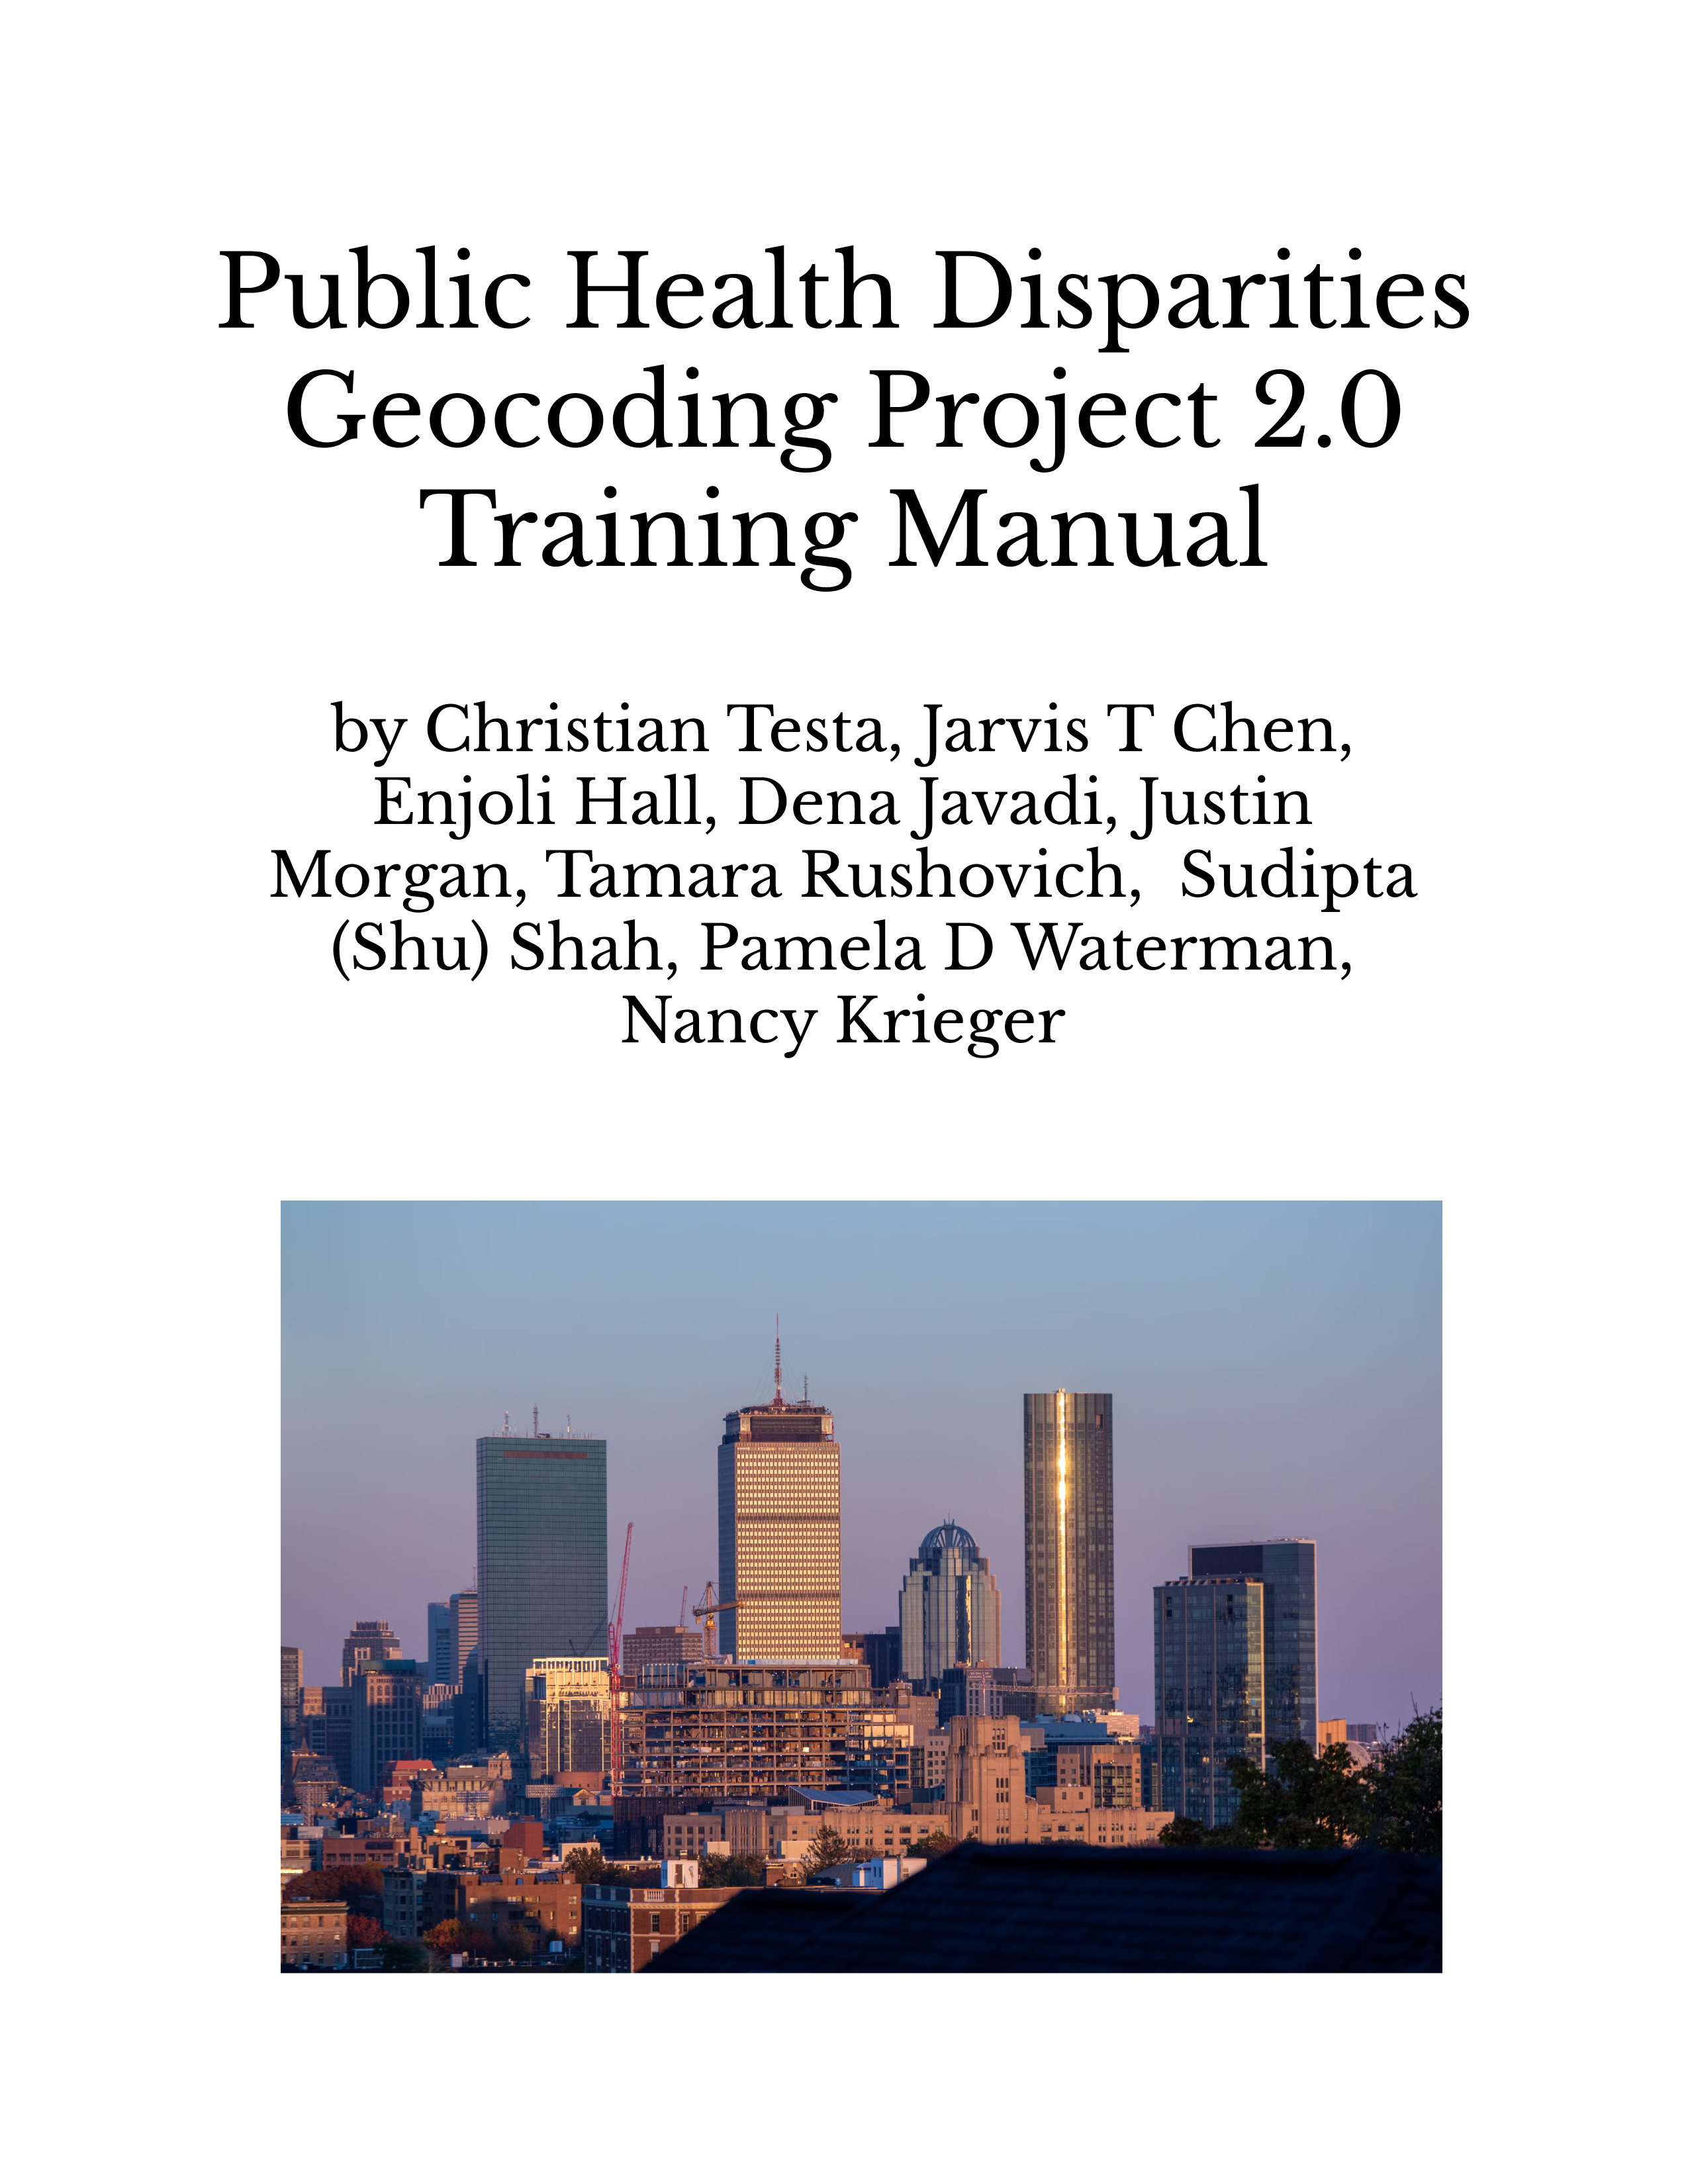 Public Health Disparities
Geocoding Project 2.0
Training Manual
by Christian Testa, Jarvis T Chen,
Enjoli Hall, Dena Javadi, Justin
Morgan, Tamara Rushovich,  Sudipta
(Shu) Shah, Pamela D Waterman,
Nancy Krieger